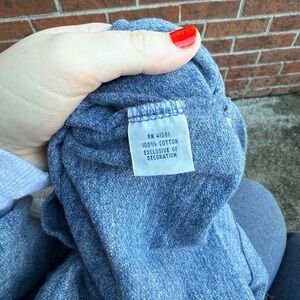 RN 41381
100% COTTON
EXCLUSIVE OF
DECORATION